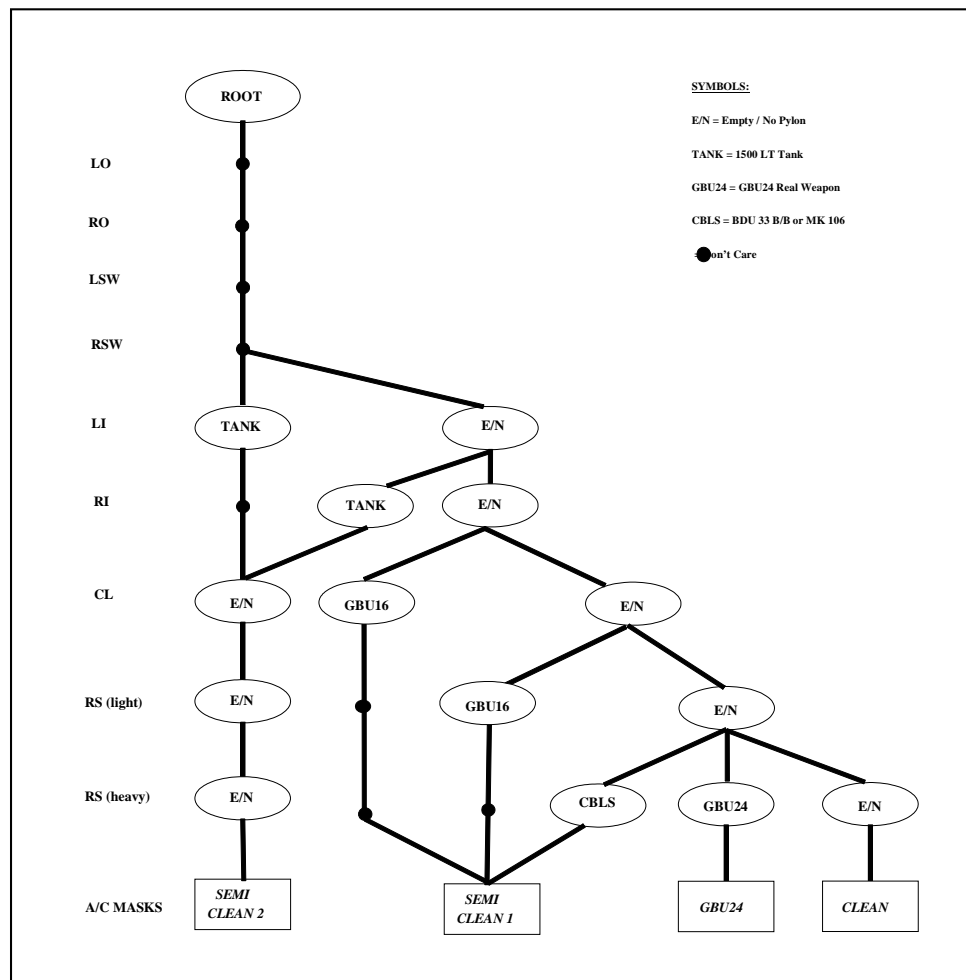 ROOT
SYMBOLS:
E/N = Empty / No Pylon
TANK = 1500 LT Tank
GBU24 = GBU24 Real Weapon
CBLS = BDU 33 B/B or MK 106
on't Care
LO
RO
LSW
RSW
LI
TANK
E/N
RI
TANK
E/N
CL
E/N
GBU16
E/N
RS (light)
E/N
GBU16
E/N
RS (heavy)
E/N
CBLS
GBU24
E/N
A/C MASKS
SEMI
CLEAN 2
SEMI
CLEAN 1
GBU24
CLEAN